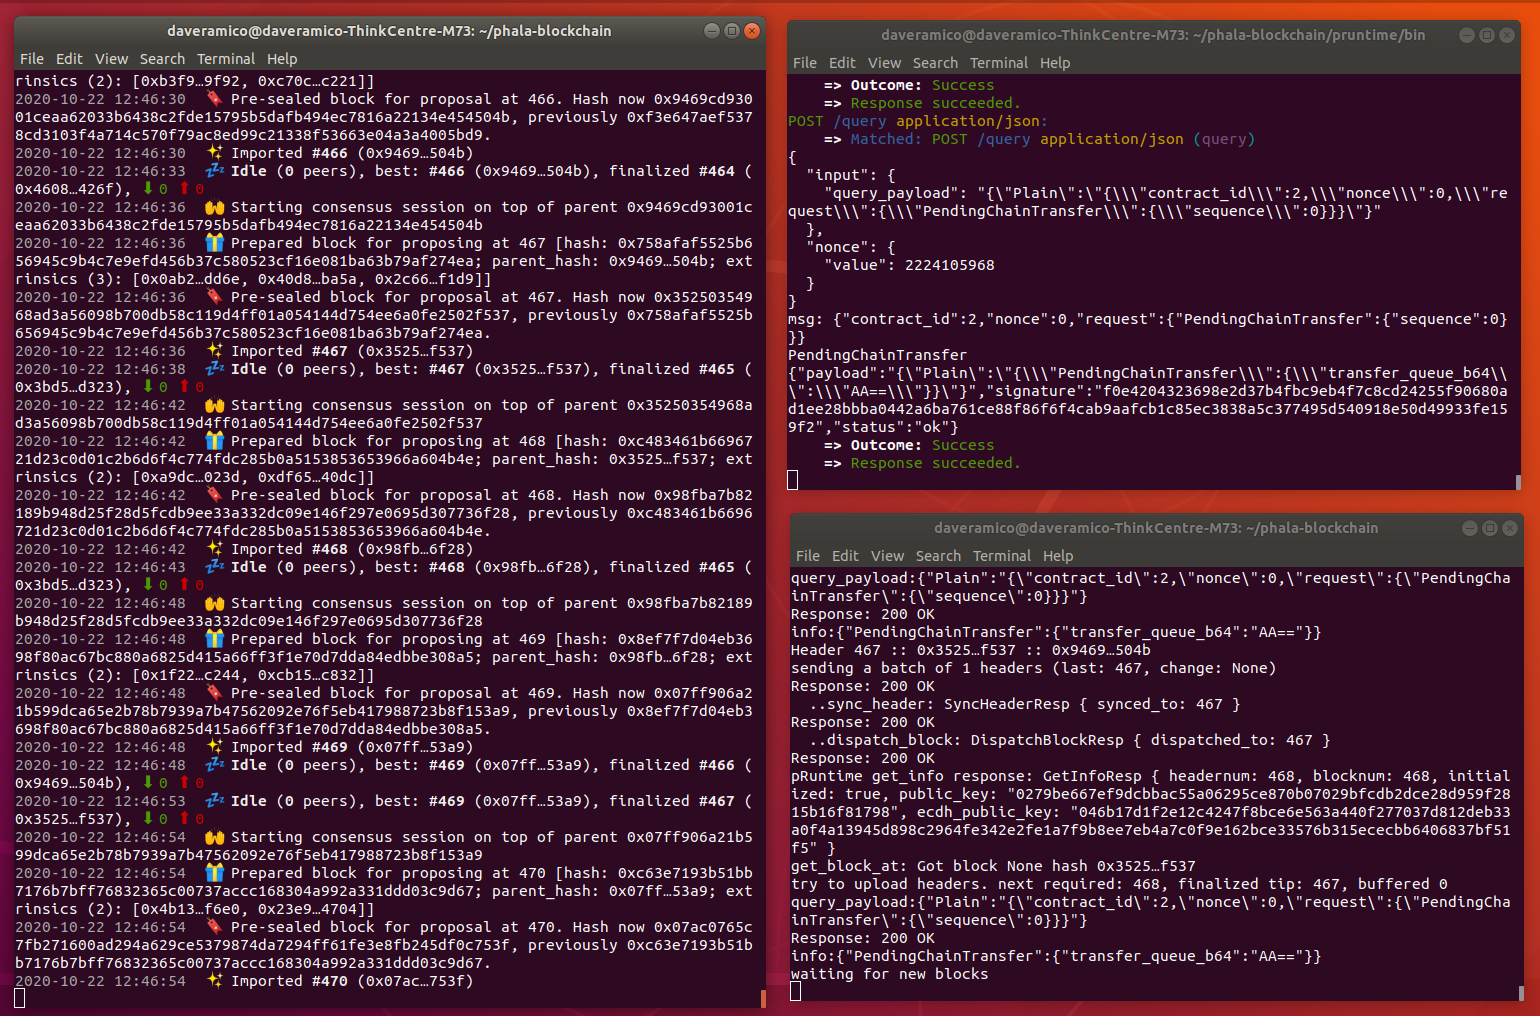 daveramico@daveramico-ThinkCentre-M73: ~/phala-blockchain
File Edit View Search Terminal Help
rinsics (2): [0xb3f9…9f92, 0xc70c…c221]]
2020-10-22 12:46:30 🔖 Pre-sealed block for proposal at 466. Hash now 0x9469cd930
01ceaa62033b6438c2fde15795b5dafb494ec7816a22134e454504b, previously 0xf3e647aef537
8cd3103f4a714c570f79ac8ed99c21338f53663e04a3a4005bd9.
2020-10-22 12:46:30 ✨ Imported #466 (0x9469…504b)
2020-10-22 12:46:33 💤 Idle (0 peers), best: #466 (0x9469…504b), finalized #464 (
0x4608…426f), ⬇ 0 ⬆ 0
2020-10-22 12:46:36 🙌 Starting consensus session on top of parent 0x9469cd93001c
eaa62033b6438c2fde15795b5dafb494ec7816a22134e454504b
2020-10-22 12:46:36 🎁 Prepared block for proposing at 467 [hash: 0x758afaf5525b6
56945c9b4c7e9efd456b37c580523cf16e081ba63b79af274ea; parent_hash: 0x9469…504b; ext
rinsics (3): [0x0ab2…dd6e, 0x40d8…ba5a, 0x2c66…f1d9]]
2020-10-22 12:46:36 🔖 Pre-sealed block for proposal at 467. Hash now 0x352503549
68ad3a56098b700db58c119d4ff01a054144d754ee6a0fe2502f537, previously 0x758afaf5525b
656945c9b4c7e9efd456b37c580523cf16e081ba63b79af274ea.
2020-10-22 12:46:36 ✨ Imported #467 (0x3525…f537)
2020-10-22 12:46:38 💤 Idle (0 peers), best: #467 (0x3525…f537), finalized #465 (
0x3bd5…d323), ⬇ 0 ⬆ 0
2020-10-22 12:46:42 🙌 Starting consensus session on top of parent 0x35250354968a
d3a56098b700db58c119d4ff01a054144d754ee6a0fe2502f537
2020-10-22 12:46:42 🎁 Prepared block for proposing at 468 [hash: 0xc483461b66967
21d23c0d01c2b6d6f4c774fdc285b0a5153853653966a604b4e; parent_hash: 0x3525…f537; ext
rinsics (2): [0xa9dc…023d, 0xdf65…40dc]]
2020-10-22 12:46:42 🔖 Pre-sealed block for proposal at 468. Hash now 0x98fba7b82
189b948d25f28d5fcdb9ee33a332dc09e146f297e0695d307736f28, previously 0xc483461b6696
721d23c0d01c2b6d6f4c774fdc285b0a5153853653966a604b4e.
2020-10-22 12:46:42 ✨ Imported #468 (0x98fb…6f28)
2020-10-22 12:46:43 💤 Idle (0 peers), best: #468 (0x98fb…6f28), finalized #465 (
0x3bd5…d323), ⬇ 0 ⬆ 0
2020-10-22 12:46:48 🙌 Starting consensus session on top of parent 0x98fba7b82189
b948d25f28d5fcdb9ee33a332dc09e146f297e0695d307736f28
2020-10-22 12:46:48 🎁 Prepared block for proposing at 469 [hash: 0x8ef7f7d04eb36
98f80ac67bc880a6825d415a66ff3f1e70d7dda84edbbe308a5; parent_hash: 0x98fb…6f28; ext
rinsics (2): [0x1f22…c244, 0xcb15…c832]]
2020-10-22 12:46:48 🔖 Pre-sealed block for proposal at 469. Hash now 0x07ff906a2
1b599dca65e2b78b7939a7b47562092e76f5eb417988723b8f153a9, previously 0x8ef7f7d04eb3
698f80ac67bc880a6825d415a66ff3f1e70d7dda84edbbe308a5.
2020-10-22 12:46:48 ✨ Imported #469 (0x07ff…53a9)
2020-10-22 12:46:48 💤 Idle (0 peers), best: #469 (0x07ff…53a9), finalized #466 (
0x9469…504b), ⬇ 0 ⬆ 0
2020-10-22 12:46:53 💤 Idle (0 peers), best: #469 (0x07ff…53a9), finalized #467 (
0x3525…f537), ⬇ 0 ⬆ 0
2020-10-22 12:46:54 🙌 Starting consensus session on top of parent 0x07ff906a21b5
99dca65e2b78b7939a7b47562092e76f5eb417988723b8f153a9
2020-10-22 12:46:54 🎁 Prepared block for proposing at 470 [hash: 0xc63e7193b51bb
7176b7bff76832365c00737accc168304a992a331ddd03c9d67; parent_hash: 0x07ff…53a9; ext
rinsics (2): [0x4b13…f6e0, 0x23e9…4704]]
2020-10-22 12:46:54 🔖 Pre-sealed block for proposal at 470. Hash now 0x07ac0765c
7fb271600ad294a629ce5379874da7294ff61fe3e8fb245df0c753f, previously 0xc63e7193b51b
b7176b7bff76832365c00737accc168304a992a331ddd03c9d67.
2020-10-22 12:46:54 ✨ Imported #470 (0x07ac…753f)
daveramico@daveramico-ThinkCentre-M73: ~/phala-blockchain/pruntime/bin
File Edit View Search Terminal Help
=> Outcome: Success
=> Response succeeded.
POST /query application/json:
=> Matched: POST /query application/json (query)
{
"input": {
"query_payload": "{\"Plain\":\"{\\\"contract_id\\\":2,\\\"nonce\\\":0,\\\"re
quest\\\":{\\\"PendingChainTransfer\\\":{\\\"sequence\\\":0}}}\"}"
},
"nonce": {
"value": 2224105968
}
}
msg: {"contract_id":2,"nonce":0,"request":{"PendingChainTransfer":{"sequence":0}
}}
PendingChainTransfer
{"payload":"{\"Plain\":\"{\\\"PendingChainTransfer\\\":{\\\"transfer_queue_b64\\
\":\\\"AA==\\\"}}\"}","signature":"f0e4204323698e2d37b4fbc9eb4f7c8cd24255f90680a
d1ee28bbba0442a6ba761ce88f86f6f4cab9aafcb1c85ec3838a5c377495d540918e50d49933fe15
9f2","status":"ok"}
=> Outcome: Success
=> Response succeeded.
daveramico@daveramico-ThinkCentre-M73: ~/phala-blockchain
File Edit View Search Terminal Help
query_payload:{"Plain":"{\"contract_id\":2,\"nonce\":0,\"request\":{\"PendingCha
inTransfer\":{\"sequence\":0}}}"}
Response: 200 OK
info:{"PendingChainTransfer":{"transfer_queue_b64":"AA=="}}
Header 467 :: 0x3525…f537 :: 0x9469…504b
sending a batch of 1 headers (last: 467, change: None)
Response: 200 OK
..sync_header: SyncHeaderResp { synced_to: 467 }
Response: 200 OK
..dispatch_block: DispatchBlockResp { dispatched_to: 467 }
Response: 200 OK
pRuntime get_info response: GetInfoResp { headernum: 468, blocknum: 468, initial
ized: true, public_key: "0279be667ef9dcbbac55a06295ce870b07029bfcdb2dce28d959f28
15b16f81798", ecdh_public_key: "046b17d1f2e12c4247f8bce6e563a440f277037d812deb33
a0f4a13945d898c2964fe342e2fe1a7f9b8ee7eb4a7c0f9e162bce33576b315ececbb6406837bf51
f5" }
get_block_at: Got block None hash 0x3525…f537
try to upload headers. next required: 468, finalized tip: 467, buffered 0
query_payload:{"Plain":"{\"contract_id\":2,\"nonce\":0,\"request\":{\"PendingCha
inTransfer\":{\"sequence\":0}}}"}
Response: 200 OK
info:{"PendingChainTransfer":{"transfer_queue_b64":"AA=="}}
waiting for new blocks